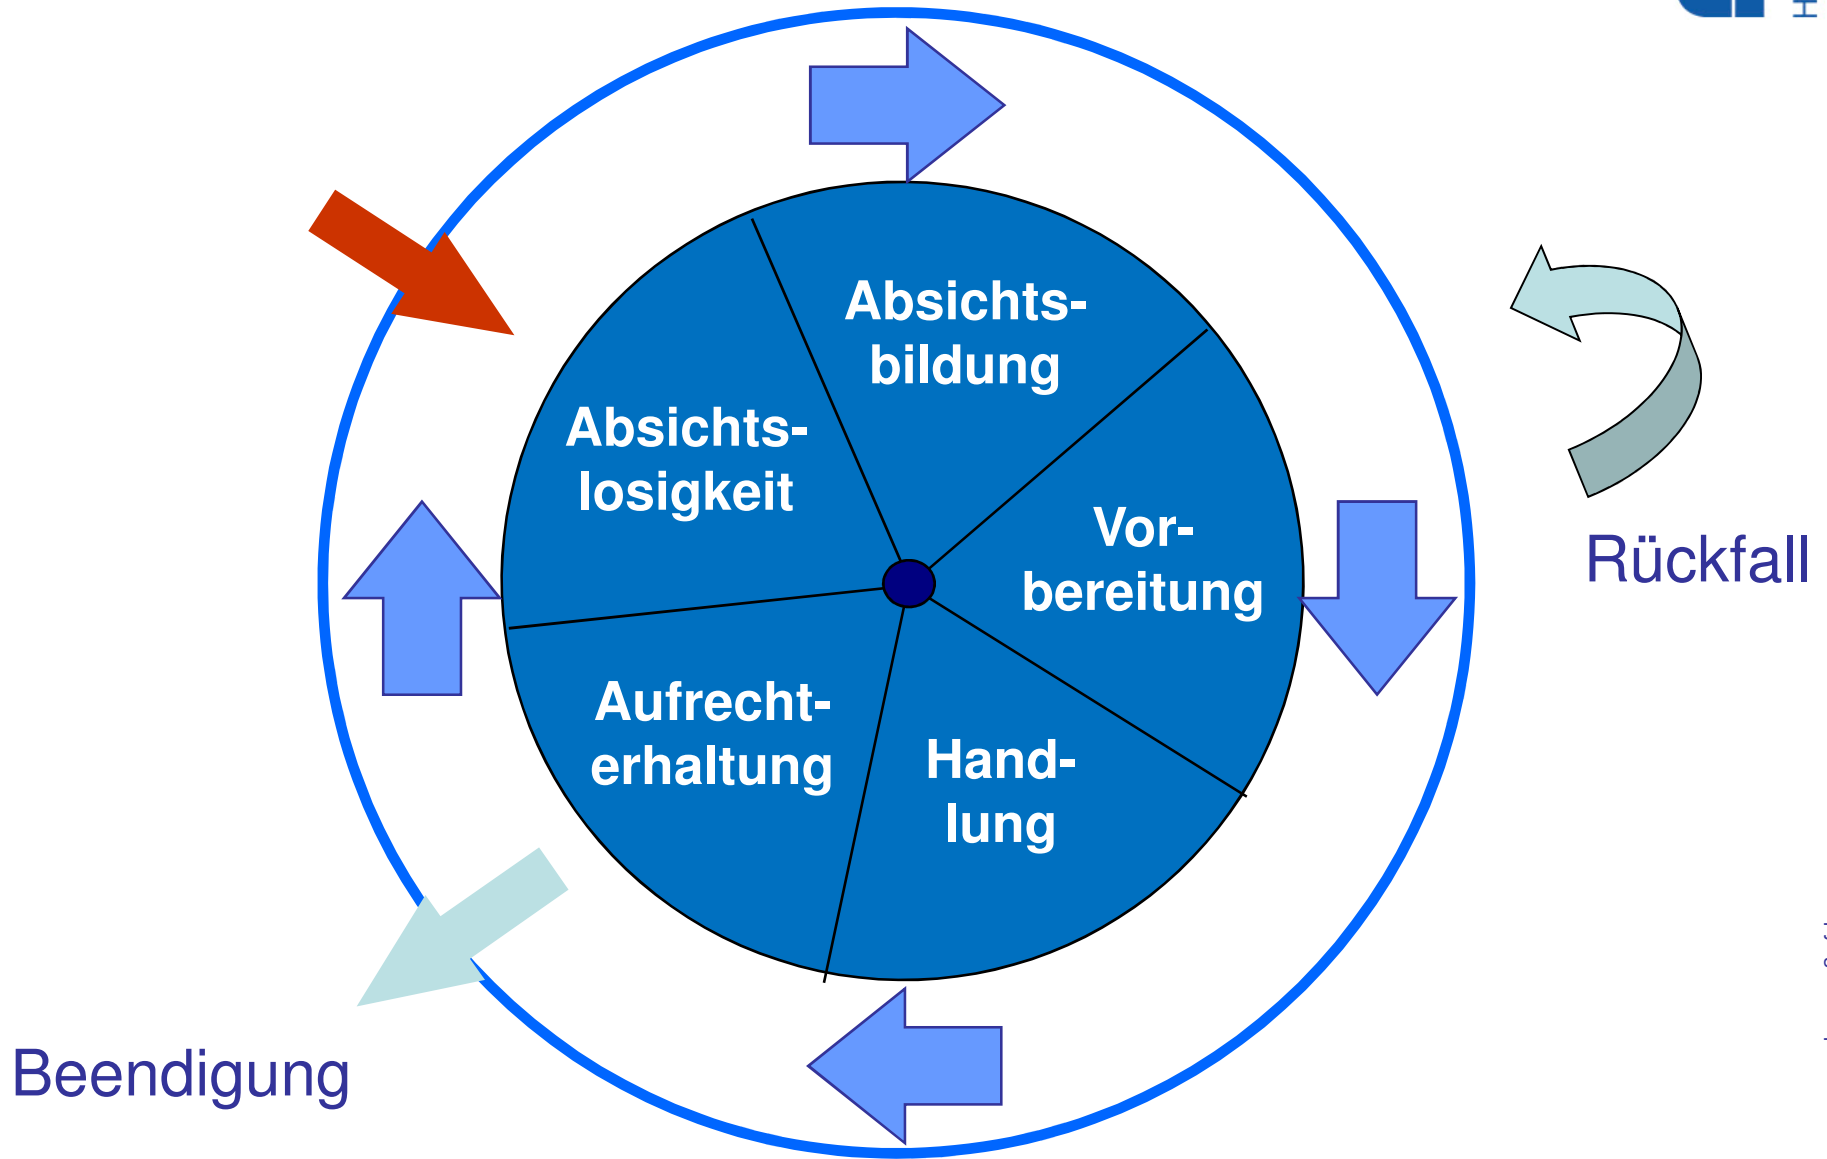 Absichts-
bildung
Absichts-
losigkeit
Vor-
bereitung
Rückfall
Aufrecht-
erhaltung
Hand-
lung
Beendigung